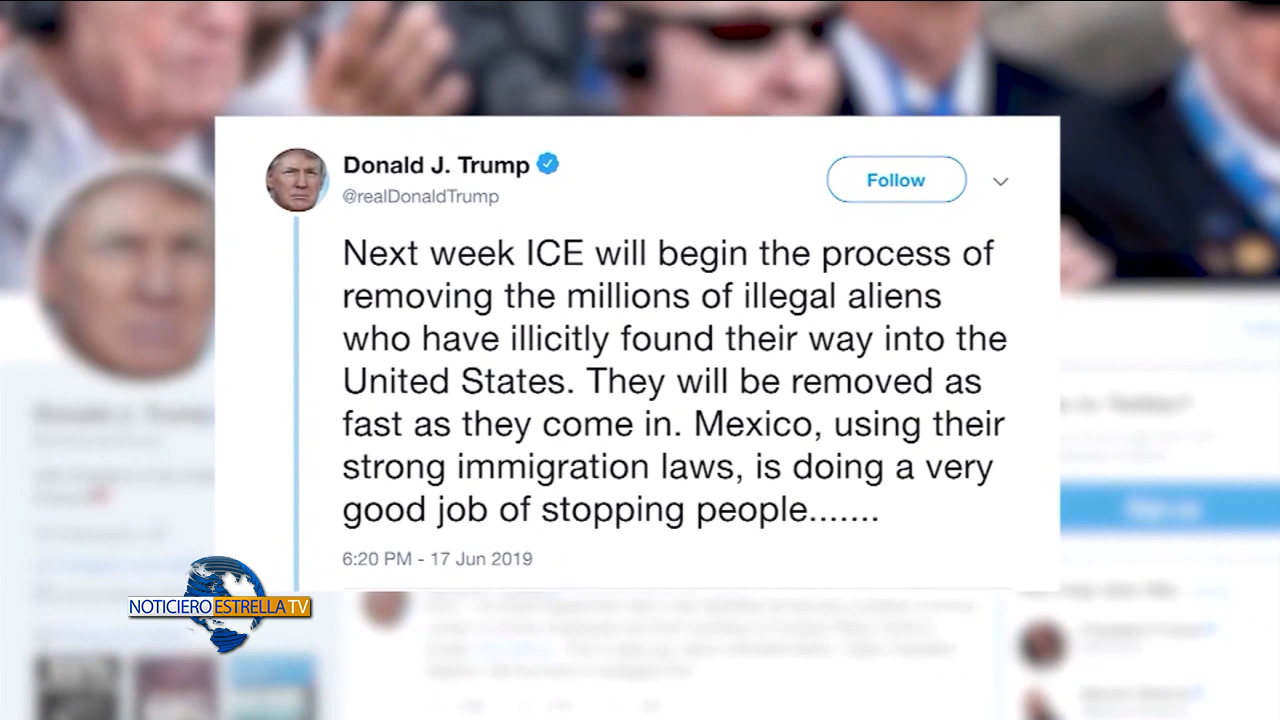 Donald J. Trump
@realDonaldTrump
Follow
Next week ICE will begin the process of
removing the millions of illegal aliens
who have illicitly found their way into the
United States. They will be removed as
fast as they come in. Mexico, using their
strong immigration laws, is doing a very
good job of stopping people.......
6:20 PM - 17 Jun 2019
NOTICIERO ESTRELLA TV